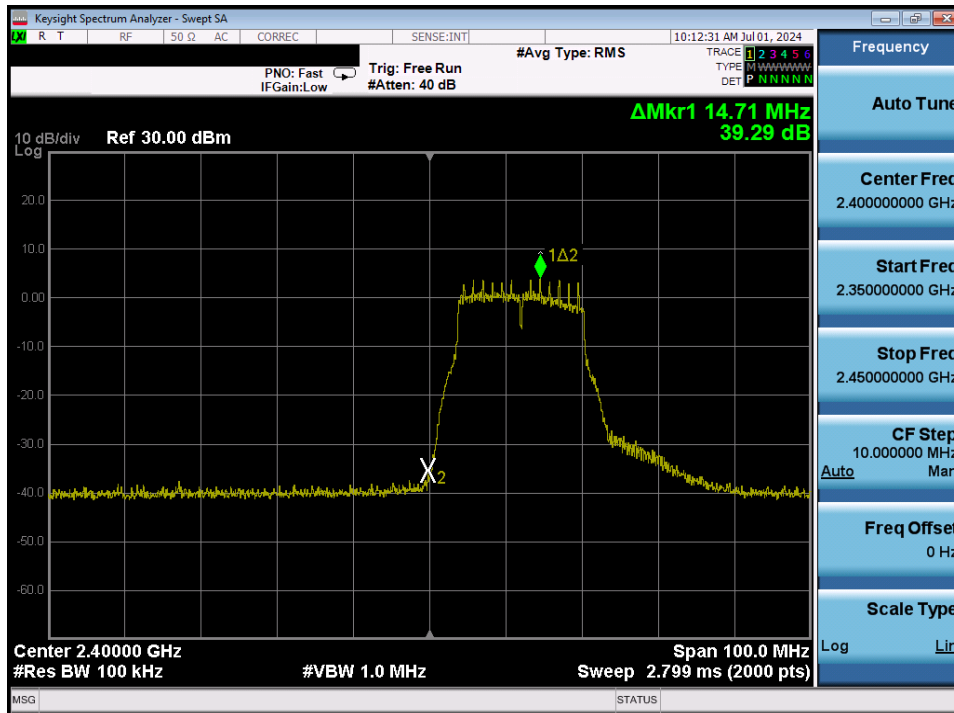 Keysight Spectrum Analyzer - Swept SA
LXI R T RF 50 Ω AC CORREC SENSE:INT 10:12:31 AM Jul 01, 2024
#Avg Type: RMS
TRACE 1 2 3 4 5 6
PNO: Fast Trig: Free Run
TYPE M W W W W W
IFGain:Low #Atten: 40 dB
DET P N N N N N
ΔMkr1 14.71 MHz
39.29 dB
10 dB/div Ref 30.00 dBm
Log
20.0
10.0
1Δ2
0.00
-10.0
-20.0
-30.0
2
-40.0
-50.0
-60.0
Center 2.40000 GHz Span 100.0 MHz
#Res BW 100 kHz #VBW 1.0 MHz Sweep 2.799 ms (2000 pts)
MSG STATUS
Frequency
Auto Tune
Center Freq
2.400000000 GHz
Start Freq
2.350000000 GHz
Stop Freq
2.450000000 GHz
CF Step
10.000000 MHz
Auto Man
Freq Offset
0 Hz
Scale Type
Log Lin